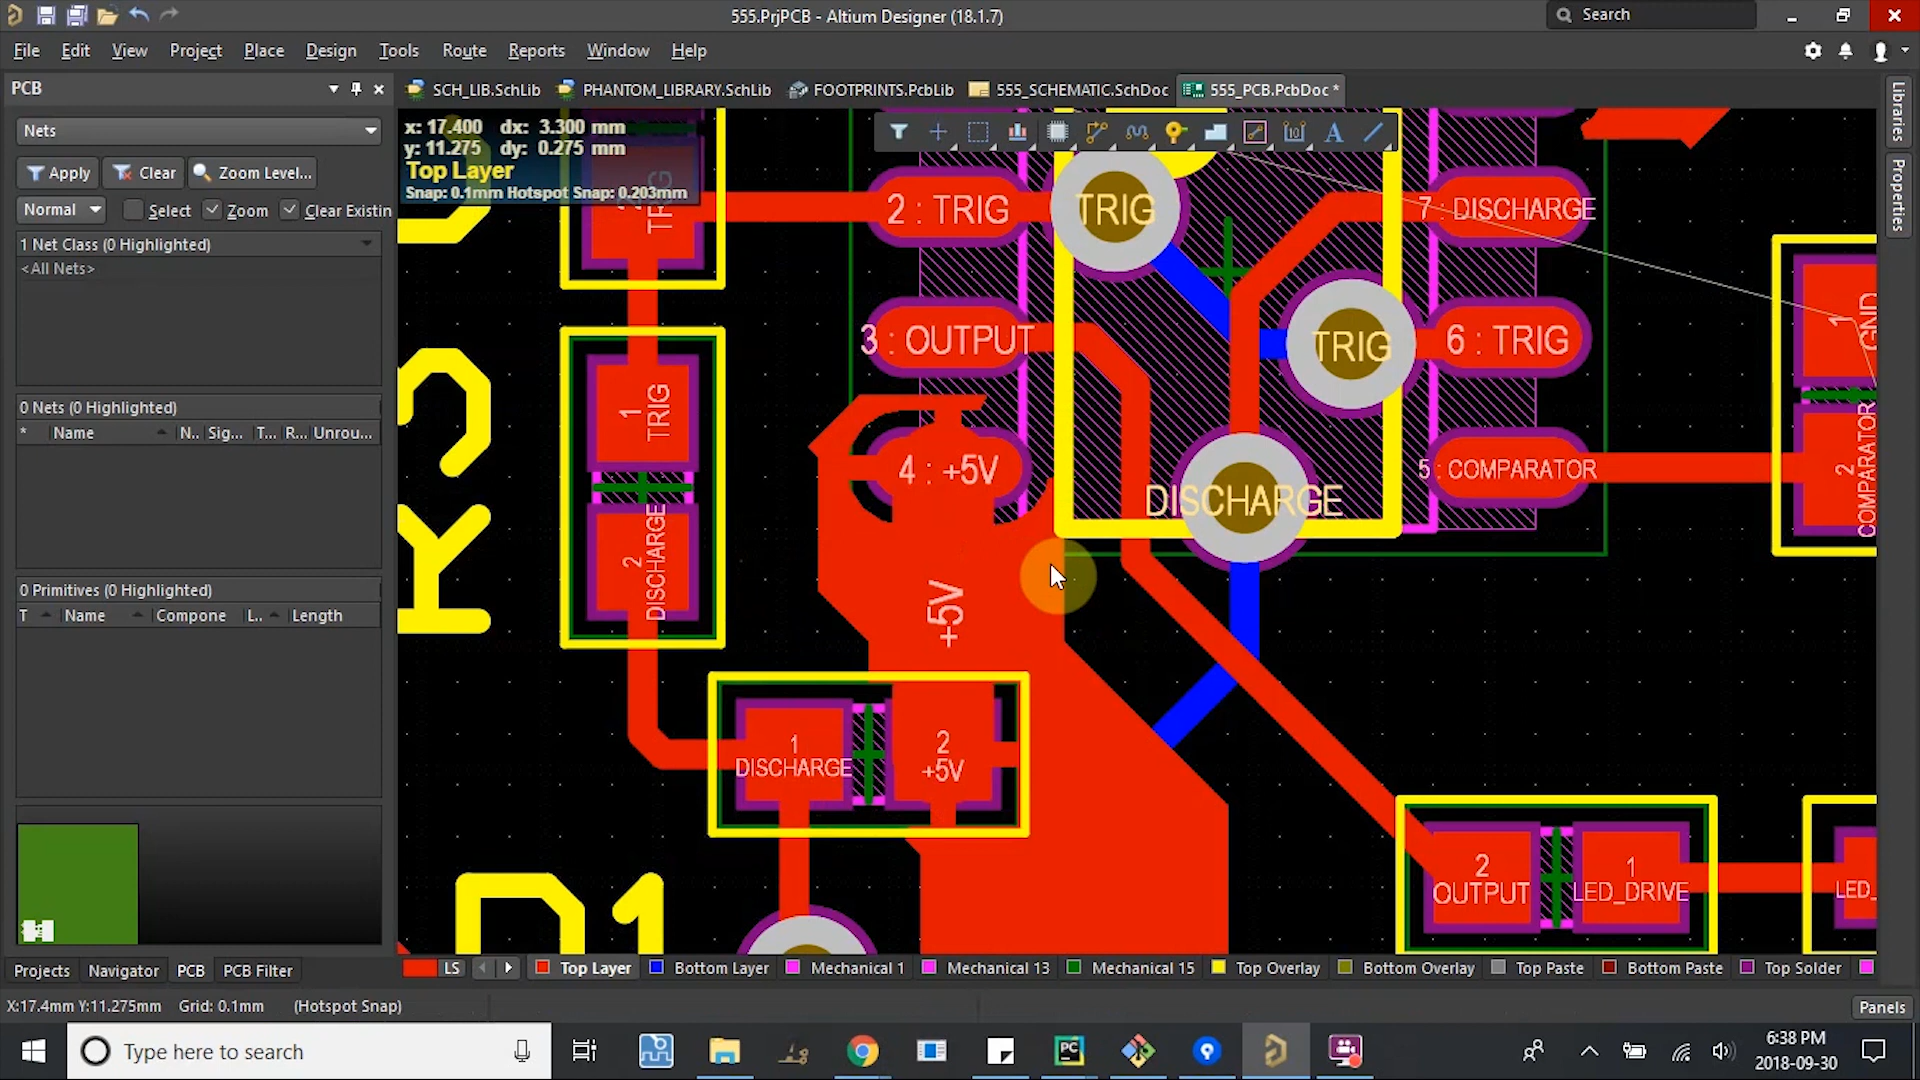 555.PrjPCB - Altium Designer (18.1.7)
Search
File Edit View Project Place Design Tools Route Reports Window Help
PCB
SCH_LIB.SchLib PHANTOM_LIBRARY.SchLib FOOTPRINTS.PcbLib 555_SCHEMATIC.SchDoc 555_PCB.PcbDoc *
Libraries
Properties
Nets
Apply Clear Zoom Level...
Normal Select Zoom Clear Existin
1 Net Class (0 Highlighted)
<All Nets>
0 Nets (0 Highlighted)
* Name N.. Sig... T... R... Unrou...
0 Primitives (0 Highlighted)
T Name Compone L.. Length
x: 17.400 dx: 3.300 mm
y: 11.275 dy: 0.275 mm
Top Layer
Snap: 0.1mm Hotspot Snap: 0.203mm
TRIG
2 : TRIG
TRIG
7 : DISCHARGE
3 : OUTPUT
TRIG
6 : TRIG
1
GND
1
TRIG
4 : +5V
DISCHARGE
5 : COMPARATOR
2
COMPARATOR
2
DISCHARGE
+5V
1
DISCHARGE
2
+5V
2
OUTPUT
1
LED_DRIVE
LED_
R3
D1
Projects Navigator PCB PCB Filter
LS Top Layer Bottom Layer Mechanical 1 Mechanical 13 Mechanical 15 Top Overlay Bottom Overlay Top Paste Bottom Paste Top Solder
X:17.4mm Y:11.275mm Grid: 0.1mm (Hotspot Snap)
Panels
Type here to search
PC
6:38 PM
2018-09-30